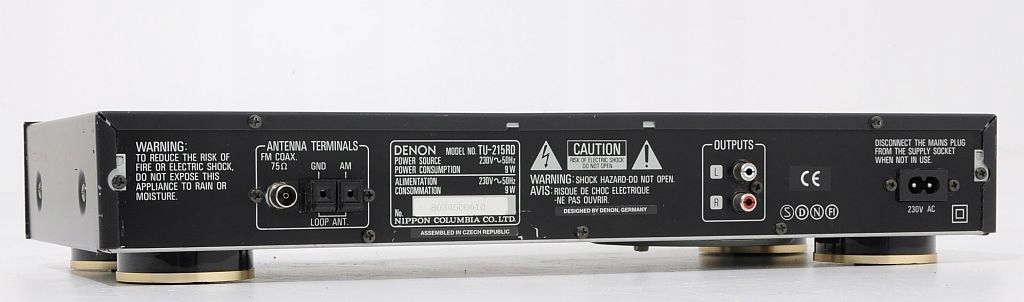 WARNING:
TO REDUCE THE RISK OF
FIRE OR ELECTRIC SHOCK,
DO NOT EXPOSE THIS
APPLIANCE TO RAIN OR
MOISTURE.
ANTENNA TERMINALS
FM COAX.
75Ω
GND AM
LOOP ANT.
DENON MODEL NO. TU-215RD
POWER SOURCE 230V~50Hz
POWER CONSUMPTION 9W
ALIMENTATION 230V~50Hz
CONSOMMATION 9W
No. 8034500610
NIPPON COLUMBIA CO. LTD.
ASSEMBLED IN CZECH REPUBLIC
CAUTION
RISK OF ELECTRIC SHOCK
DO NOT OPEN
WARNING: SHOCK HAZARD-DO NOT OPEN.
AVIS: RISQUE DE CHOC ELECTRIQUE
-NE PAS OUVRIR.
DESIGNED BY DENON, GERMANY
OUTPUTS
L
R
CE
S D N FI
DISCONNECT THE MAINS PLUG
FROM THE SUPPLY SOCKET
WHEN NOT IN USE.
230V AC